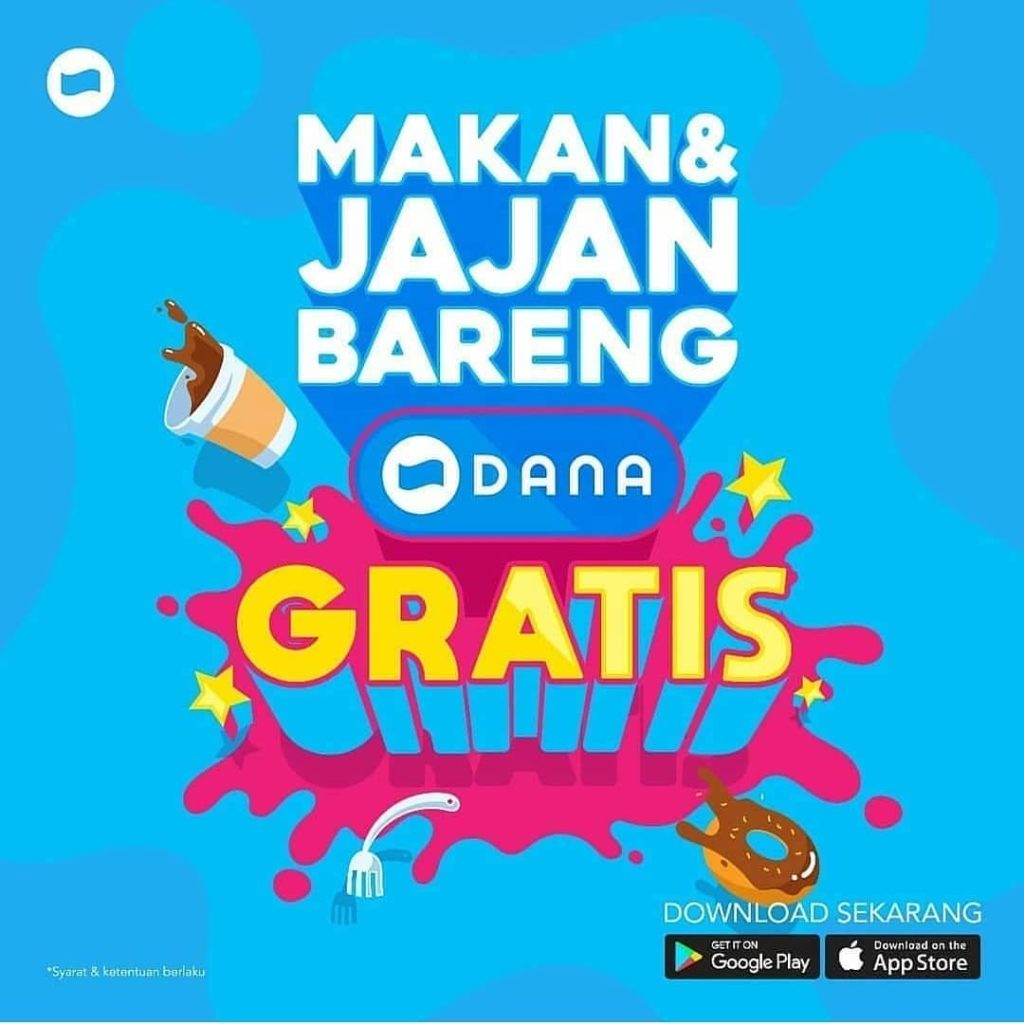 MAKAN&
JAJAN
BARENG
DANA
GRATIS
DOWNLOAD SEKARANG
GET IT ON
Google Play
Download on the
App Store
*Syarat & ketentuan berlaku